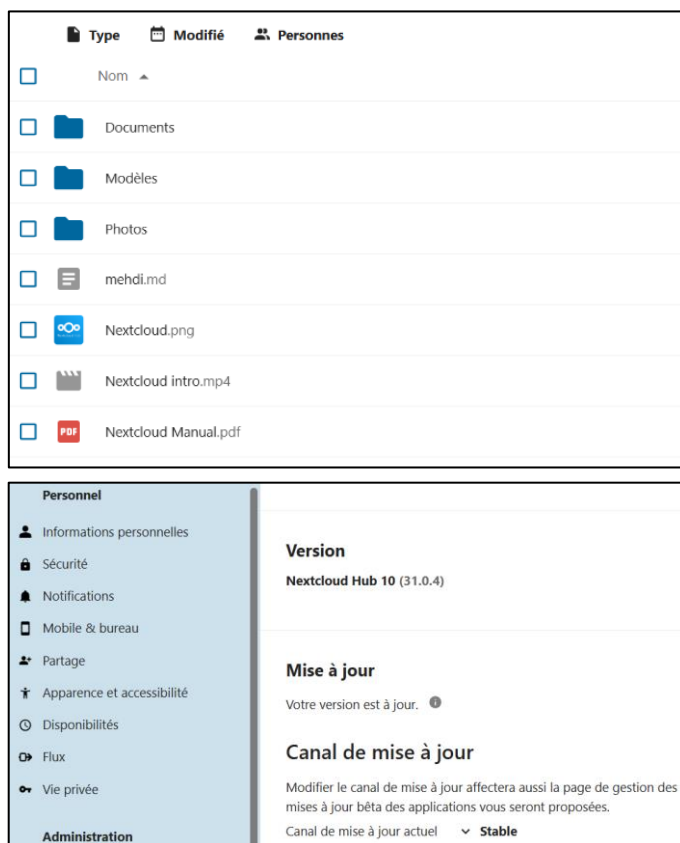 Type Modifié Personnes
Nom
Documents
Modèles
Photos
mehdi.md
Nextcloud.png
Nextcloud intro.mp4
PDF Nextcloud Manual.pdf
Personnel
Informations personnelles
Sécurité
Notifications
Mobile & bureau
Partage
Apparence et accessibilité
Disponibilités
Flux
Vie privée
Administration
Version
Nextcloud Hub 10 (31.0.4)
Mise à jour
Votre version est à jour.
Canal de mise à jour
Modifier le canal de mise à jour affectera aussi la page de gestion des
mises à jour bêta des applications vous seront proposées.
Canal de mise à jour actuel Stable